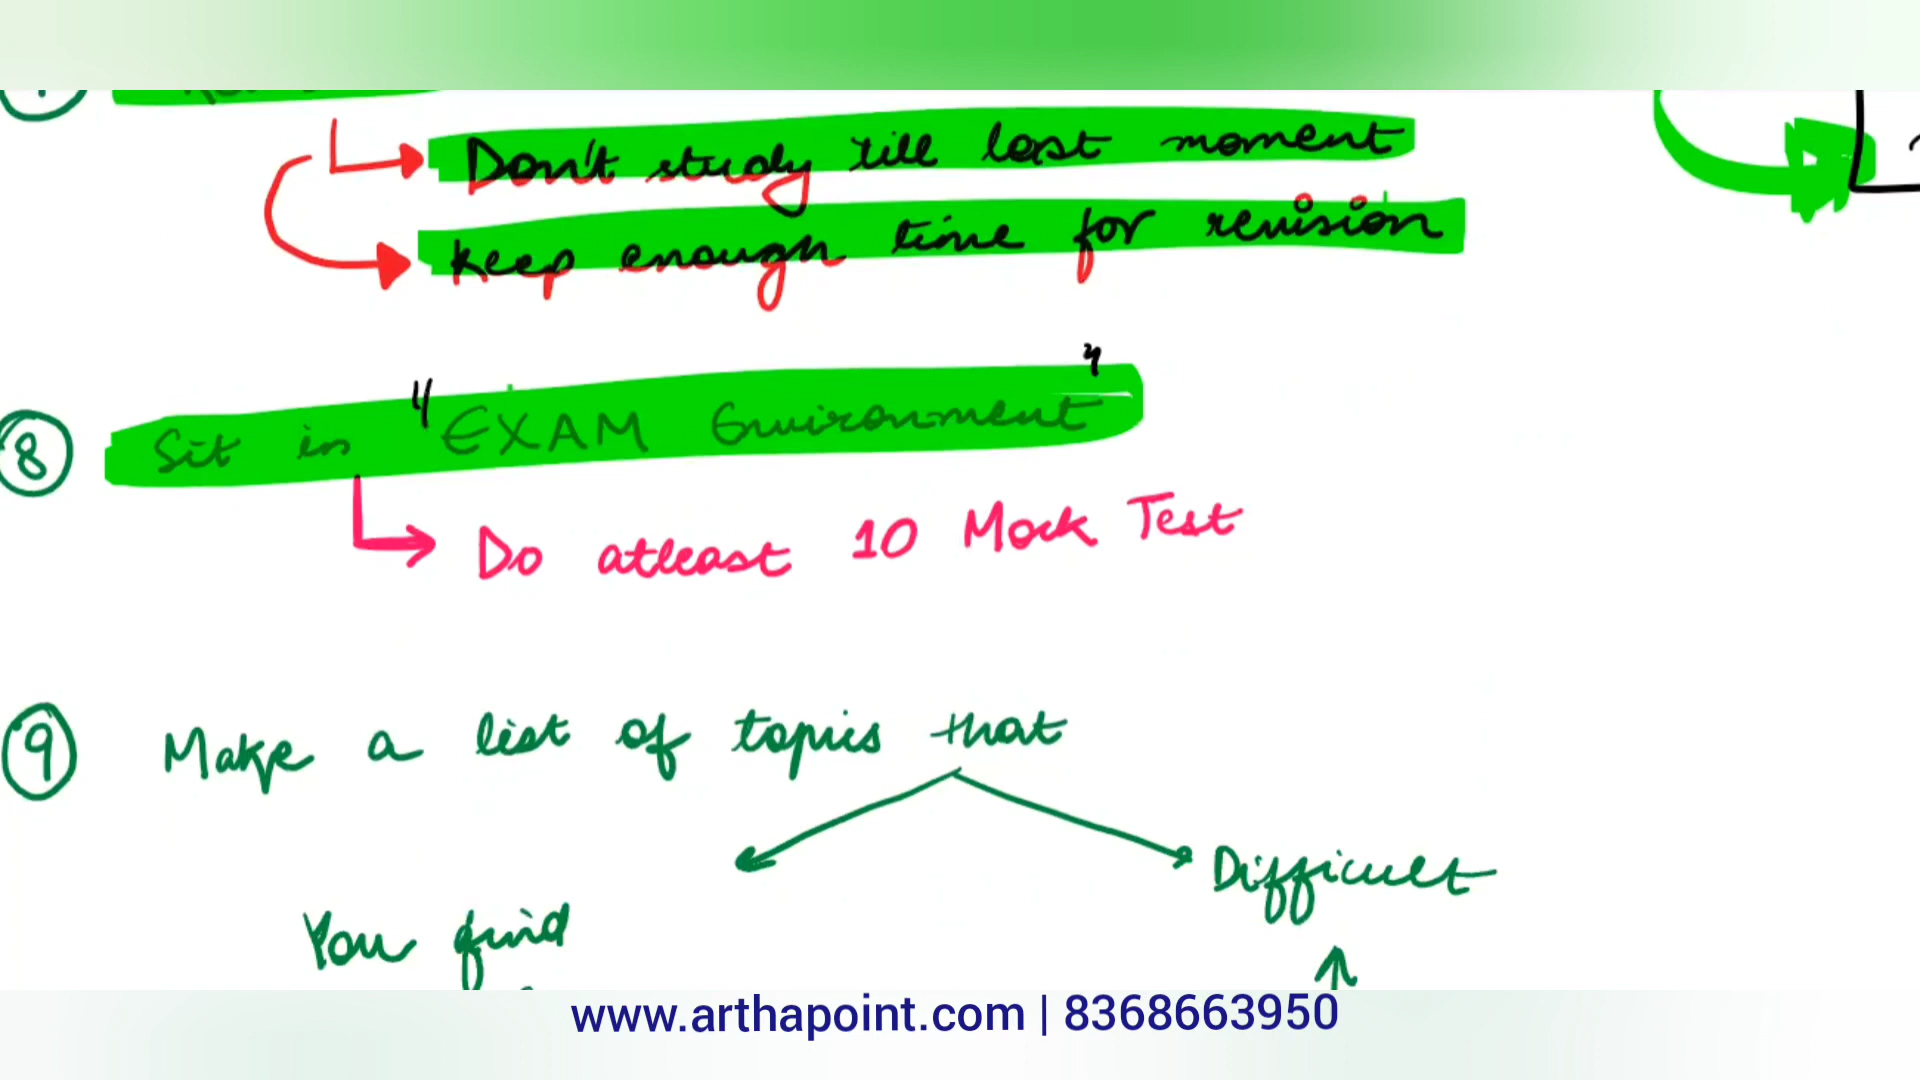 Don't study till last moment
Keep enough time for revision
8 Sit in "EXAM Environment"
Do atleast 10 Mock Test
9 Make a list of topics that
Difficult
You find
www.arthapoint.com | 8368663950